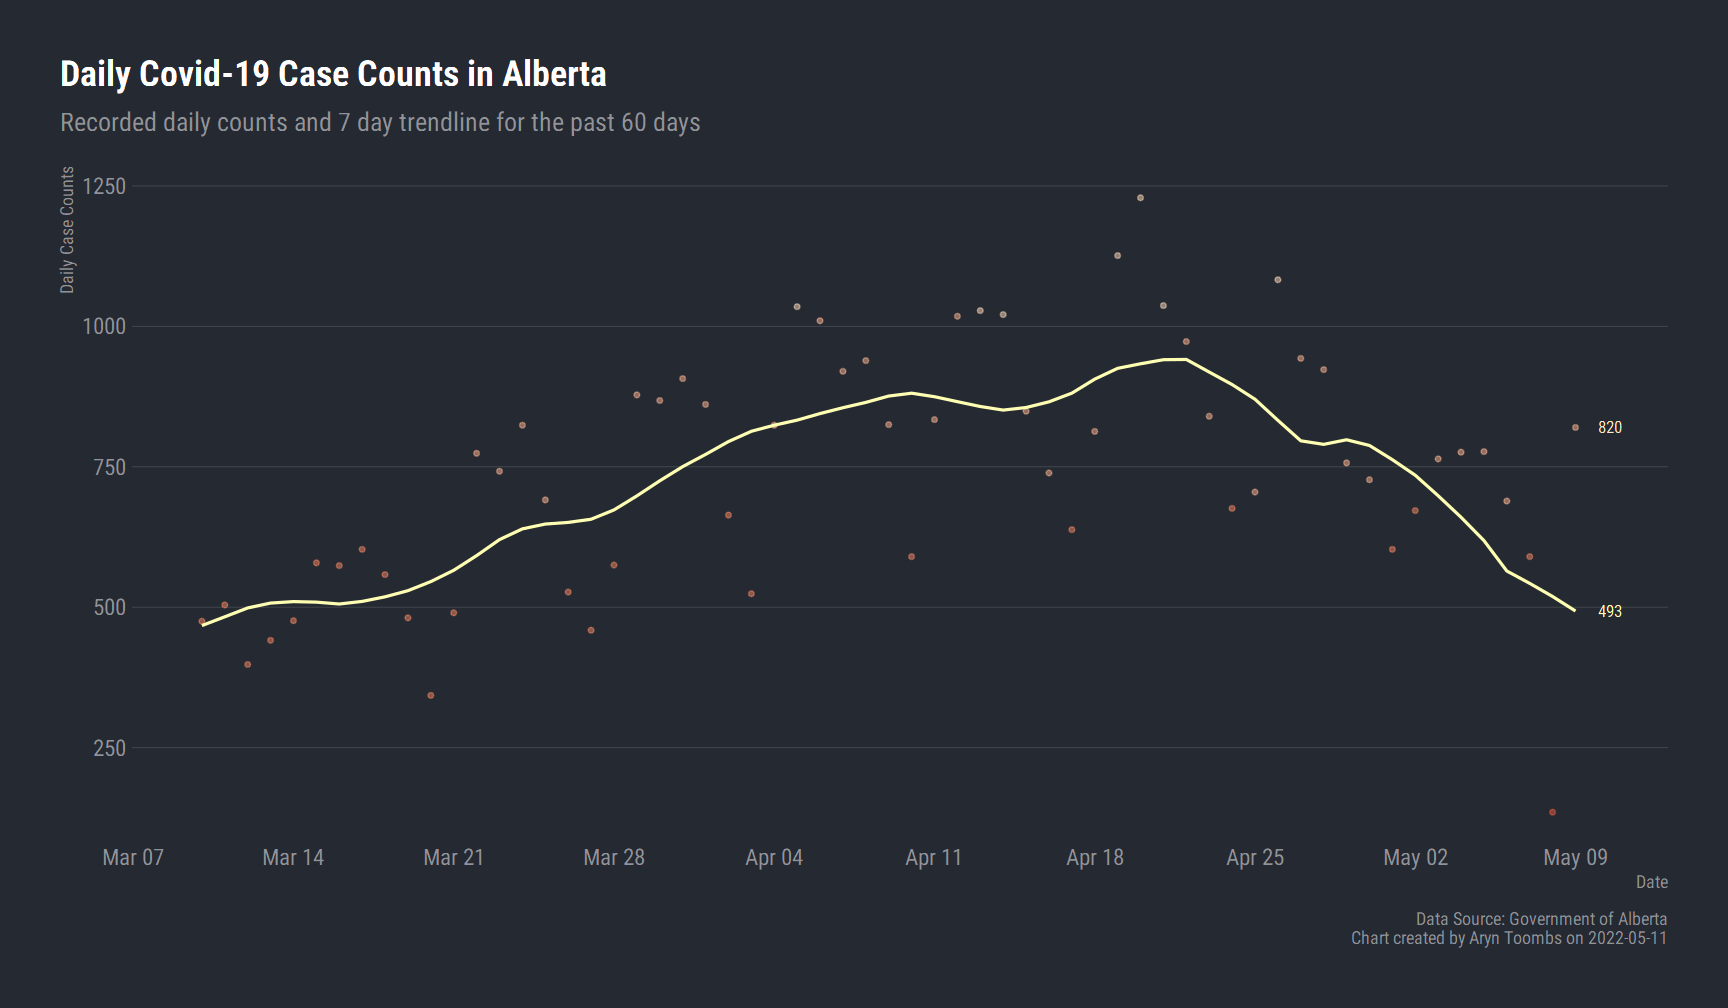 Daily Covid-19 Case Counts in Alberta
Recorded daily counts and 7 day trendline for the past 60 days
Daily Case Counts
1250
1000
750
500
250
820
493
Mar 07
Mar 14
Mar 21
Mar 28
Apr 04
Apr 11
Apr 18
Apr 25
May 02
May 09
Date
Data Source: Government of Alberta
Chart created by Aryn Toombs on 2022-05-11